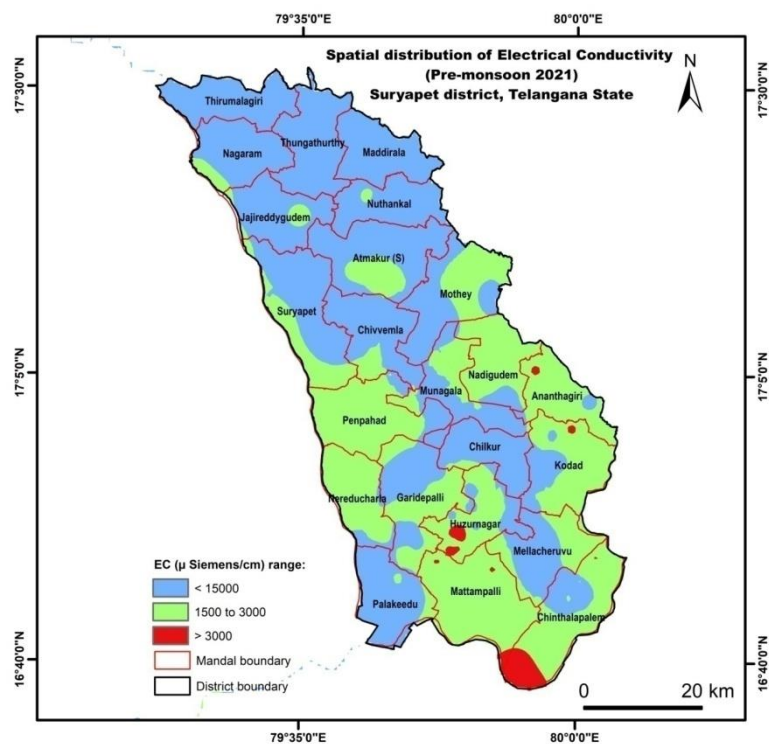 79°35'0"E
80°0'0"E
Spatial distribution of Electrical Conductivity
(Pre-monsoon 2021)
Suryapet district, Telangana State
N
17°30'0"N
17°30'0"N
Thirumalagiri
Thungathurthy
Nagaram
Maddirala
Nuthankal
Jajireddygudem
Atmakur (S)
Mothey
Suryapet
Chivvemla
17°5'0"N
17°5'0"N
Nadigudem
Munagala
Ananthagiri
Penpahad
Chilkur
Kodad
Nereducharla
Garidepalli
Huzurnagar
Mellacheruvu
EC (µ Siemens/cm) range:
< 15000
Mattampalli
Palakeedu
Chinthalapalem
1500 to 3000
> 3000
Mandal boundary
16°40'0"N
16°40'0"N
District boundary
0 20 km
79°35'0"E
80°0'0"E